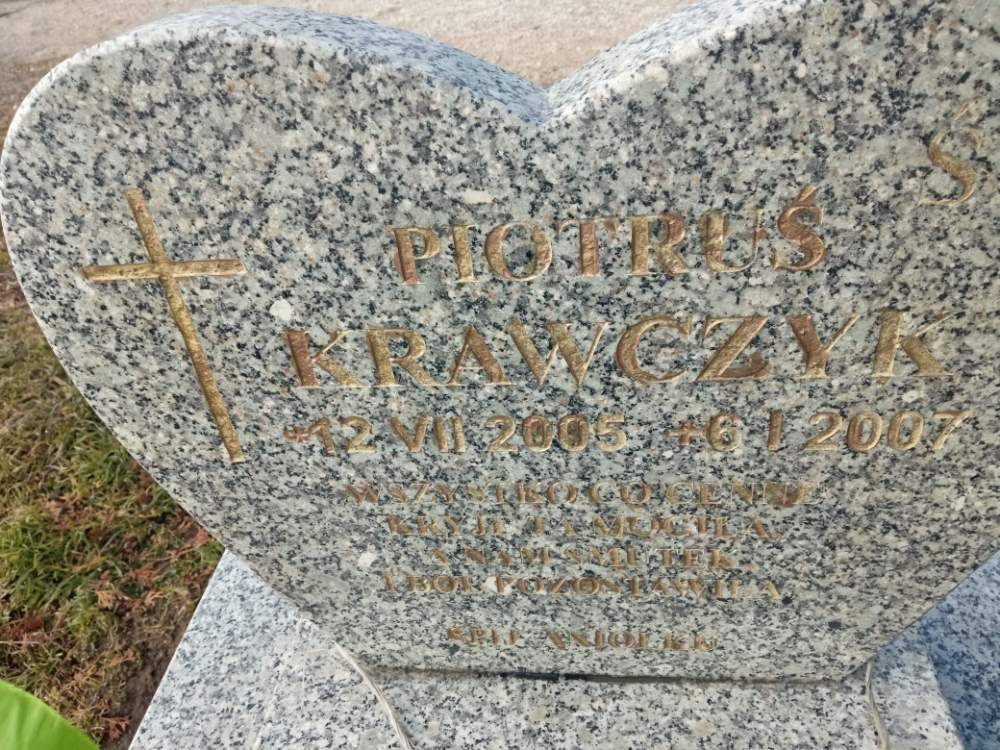 Ś
PIOTRUŚ
KRAWCZYK
*12 VII 2005 +6 I 2007
WSZYSTKO CO CENNE
KRYJE TA MOGIŁA,
A NAM SMUTEK
I BÓL POZOSTAWIŁA
ŚPIJ ANIOŁKU